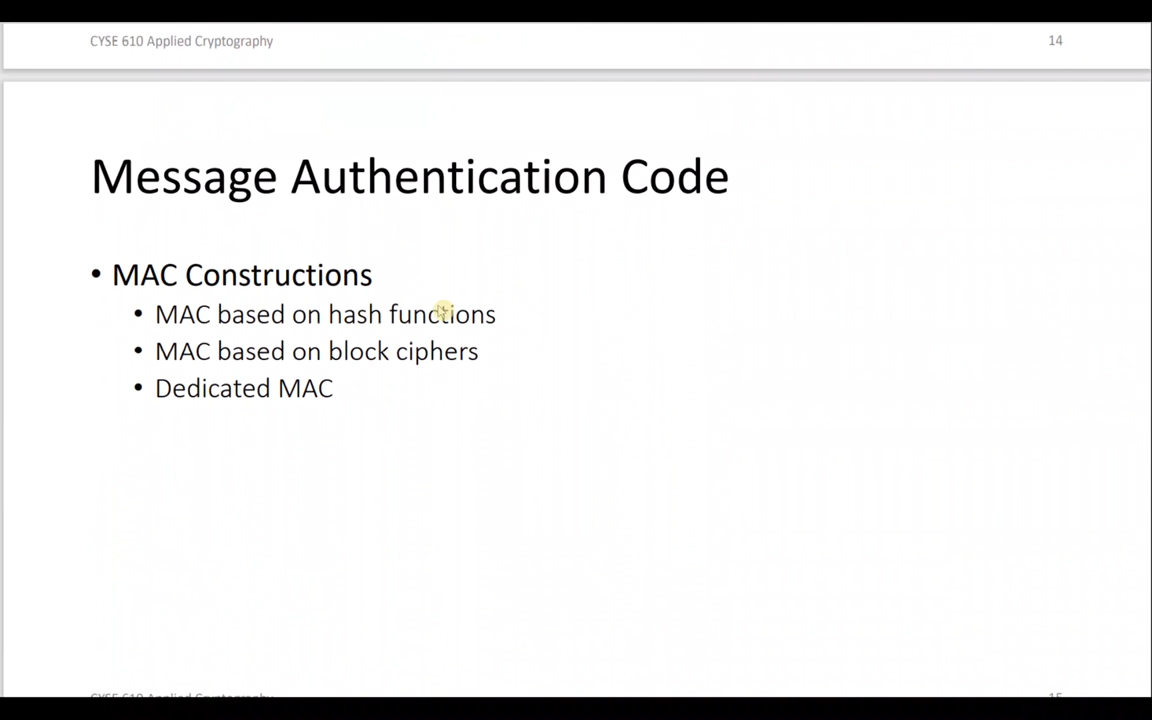 CYSE 610 Applied Cryptography 14
Message Authentication Code
• MAC Constructions
• MAC based on hash functions
• MAC based on block ciphers
• Dedicated MAC
CYSE 610 Applied Cryptography 15